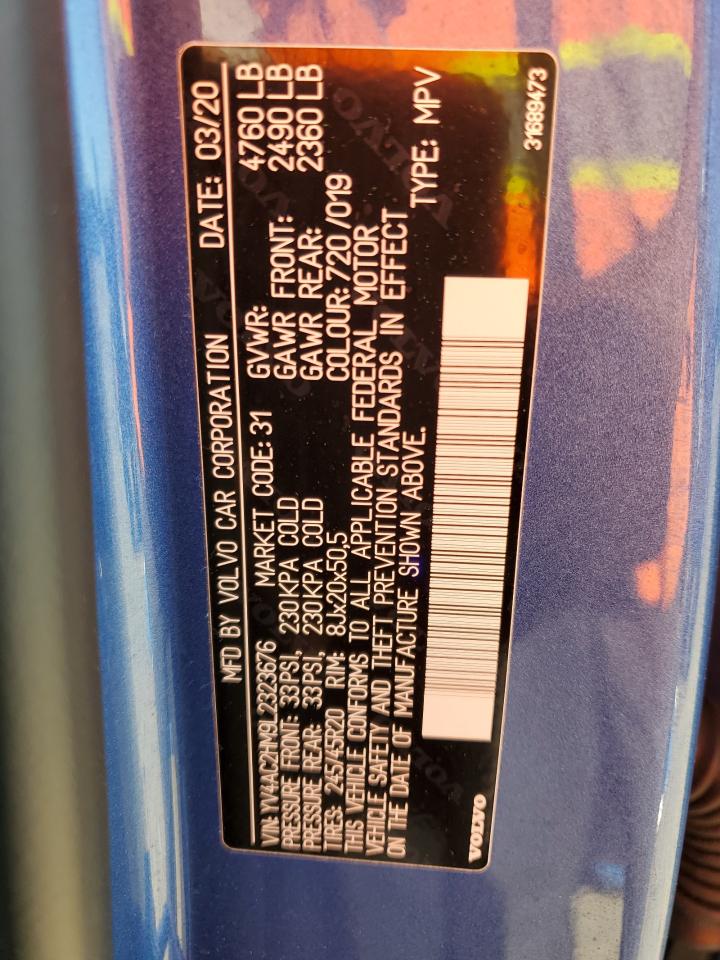 MFD BY VOLVO CAR CORPORATION DATE: 03/20
VIN: YV4AC2HM9L2323676 MARKET CODE: 31 GVWR: 4760 LB
PRESSURE FRONT: 33PSI, 230KPA COLD GAWR FRONT: 2490 LB
PRESSURE REAR: 33PSI, 230KPA COLD GAWR REAR: 2360 LB
TIRES: 245/45R20 RIM: 8Jx20x50,5 COLOUR: 720 /019
THIS VEHICLE CONFORMS TO ALL APPLICABLE FEDERAL MOTOR
VEHICLE SAFETY AND THEFT PREVENTION STANDARDS IN EFFECT
ON THE DATE OF MANUFACTURE SHOWN ABOVE. TYPE: MPV
VOLVO 31689473